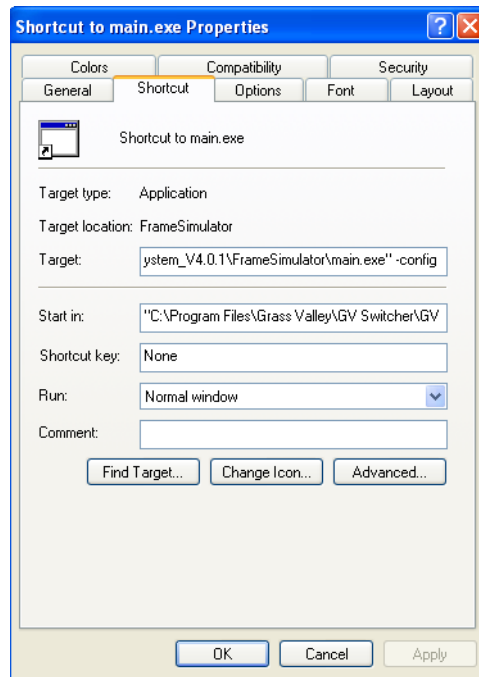 Shortcut to main.exe Properties
Colors Compatibility Security
General Shortcut Options Font Layout
Shortcut to main.exe
Target type: Application
Target location: FrameSimulator
Target: ystem_V4.0.1\FrameSimulator\main.exe" -config
Start in: "C:\Program Files\Grass Valley\GV Switcher\GV
Shortcut key: None
Run: Normal window
Comment:
Find Target... Change Icon... Advanced...
OK Cancel Apply